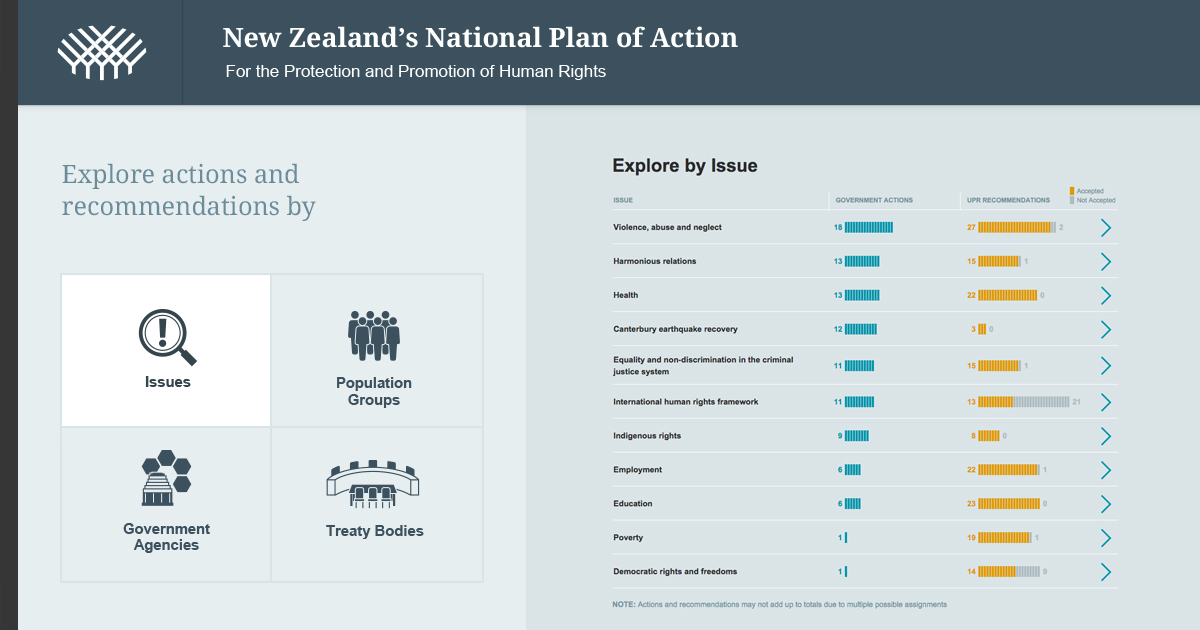 New Zealand’s National Plan of Action
For the Protection and Promotion of Human Rights
Explore actions and
recommendations by
Issues
Population
Groups
Government
Agencies
Treaty Bodies
Explore by Issue
Accepted
ISSUE GOVERNMENT ACTIONS UPR RECOMMENDATIONS Not Accepted
Violence, abuse and neglect 18 27 2
Harmonious relations 13 15 1
Health 13 22 0
Canterbury earthquake recovery 12 3 0
Equality and non-discrimination in the criminal
justice system 11 15 1
International human rights framework 11 13 21
Indigenous rights 9 8 0
Employment 6 22 1
Education 6 23 0
Poverty 1 19 1
Democratic rights and freedoms 1 14 9
NOTE: Actions and recommendations may not add up to totals due to multiple possible assignments